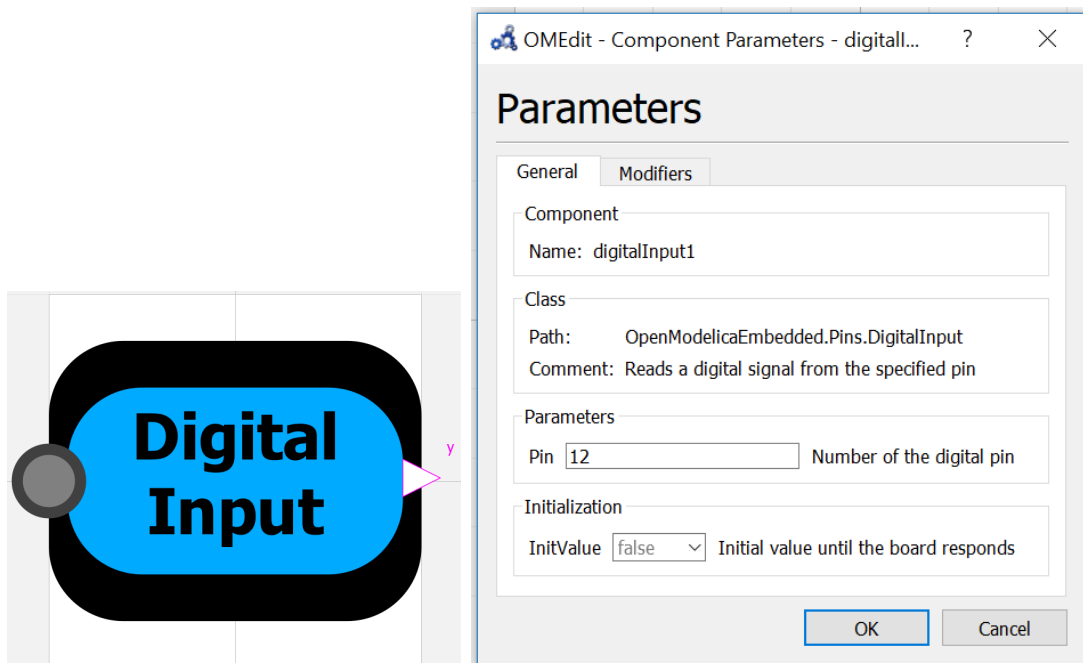 Digital
Input
y
OMEdit - Component Parameters - digitalI... ?
Parameters
General Modifiers
Component
Name: digitalInput1
Class
Path: OpenModelicaEmbedded.Pins.DigitalInput
Comment: Reads a digital signal from the specified pin
Parameters
Pin 12 Number of the digital pin
Initialization
InitValue false Initial value until the board responds
OK Cancel